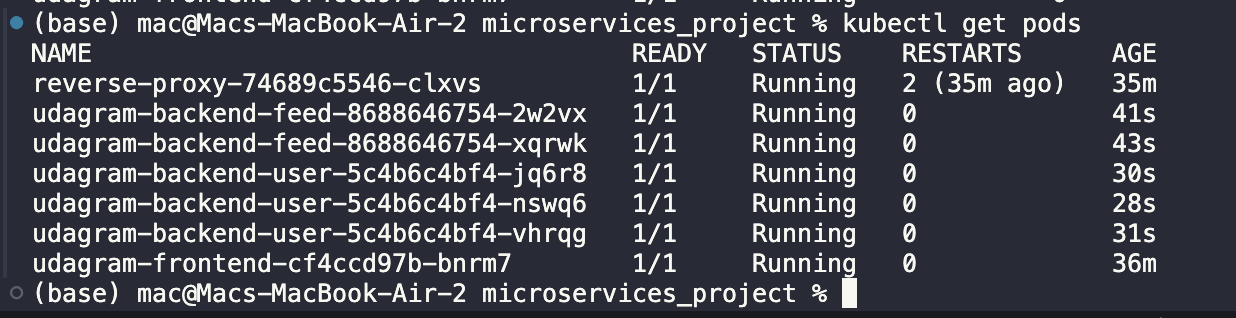 (base) mac@Macs-MacBook-Air-2 microservices_project % kubectl get pods
NAME READY STATUS RESTARTS AGE
reverse-proxy-74689c5546-clxvs 1/1 Running 2 (35m ago) 35m
udagram-backend-feed-8688646754-2w2vx 1/1 Running 0 41s
udagram-backend-feed-8688646754-xqrwk 1/1 Running 0 43s
udagram-backend-user-5c4b6c4bf4-jq6r8 1/1 Running 0 30s
udagram-backend-user-5c4b6c4bf4-nswq6 1/1 Running 0 28s
udagram-backend-user-5c4b6c4bf4-vhrqg 1/1 Running 0 31s
udagram-frontend-cf4ccd97b-bnrm7 1/1 Running 0 36m
(base) mac@Macs-MacBook-Air-2 microservices_project %